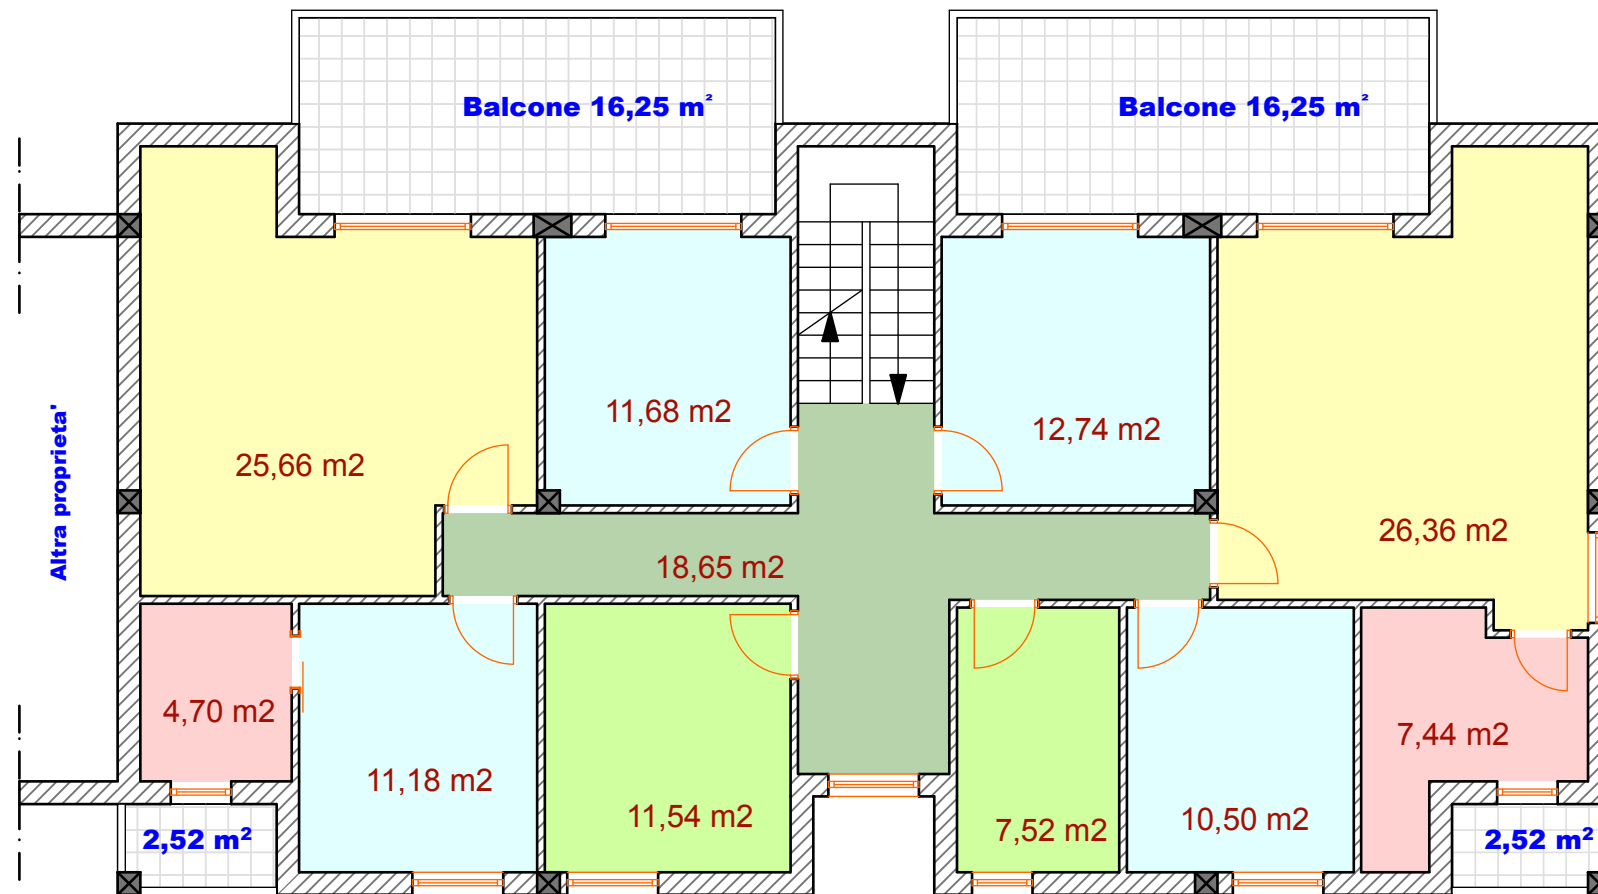 Balcone 16,25 m²
Balcone 16,25 m²
11,68 m2
12,74 m2
25,66 m2
Altra proprieta'
26,36 m2
18,65 m2
4,70 m2
7,44 m2
11,18 m2
11,54 m2
7,52 m2
10,50 m2
2,52 m²
2,52 m²